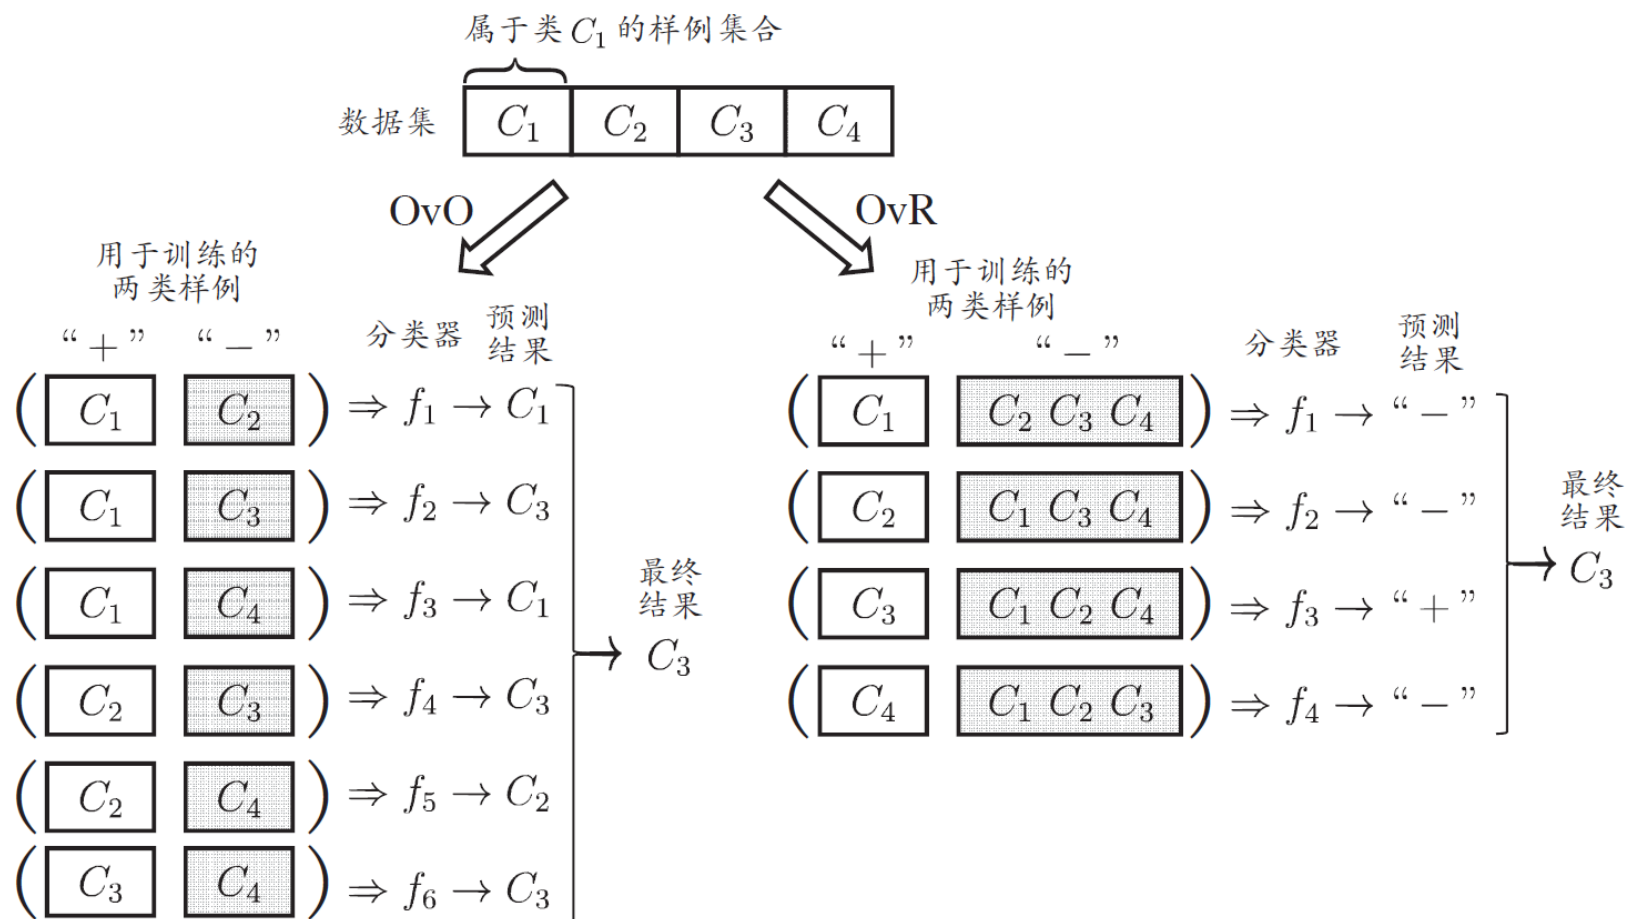 属于类 C₁ 的样例集合
数据集 C₁ C₂ C₃ C₄
OvO
OvR
用于训练的
两类样例
“+” “−” 分类器 预测
结果
( C₁ C₂ ) ⇒ f₁ → C₁
( C₁ C₃ ) ⇒ f₂ → C₃
( C₁ C₄ ) ⇒ f₃ → C₁
( C₂ C₃ ) ⇒ f₄ → C₃
( C₂ C₄ ) ⇒ f₅ → C₂
( C₃ C₄ ) ⇒ f₆ → C₃
最终
结果
C₃
用于训练的
两类样例
“+” “−” 分类器 预测
结果
( C₁ C₂ C₃ C₄ ) ⇒ f₁ → “−”
( C₂ C₁ C₃ C₄ ) ⇒ f₂ → “−”
( C₃ C₁ C₂ C₄ ) ⇒ f₃ → “+”
( C₄ C₁ C₂ C₃ ) ⇒ f₄ → “−”
最终
结果
C₃